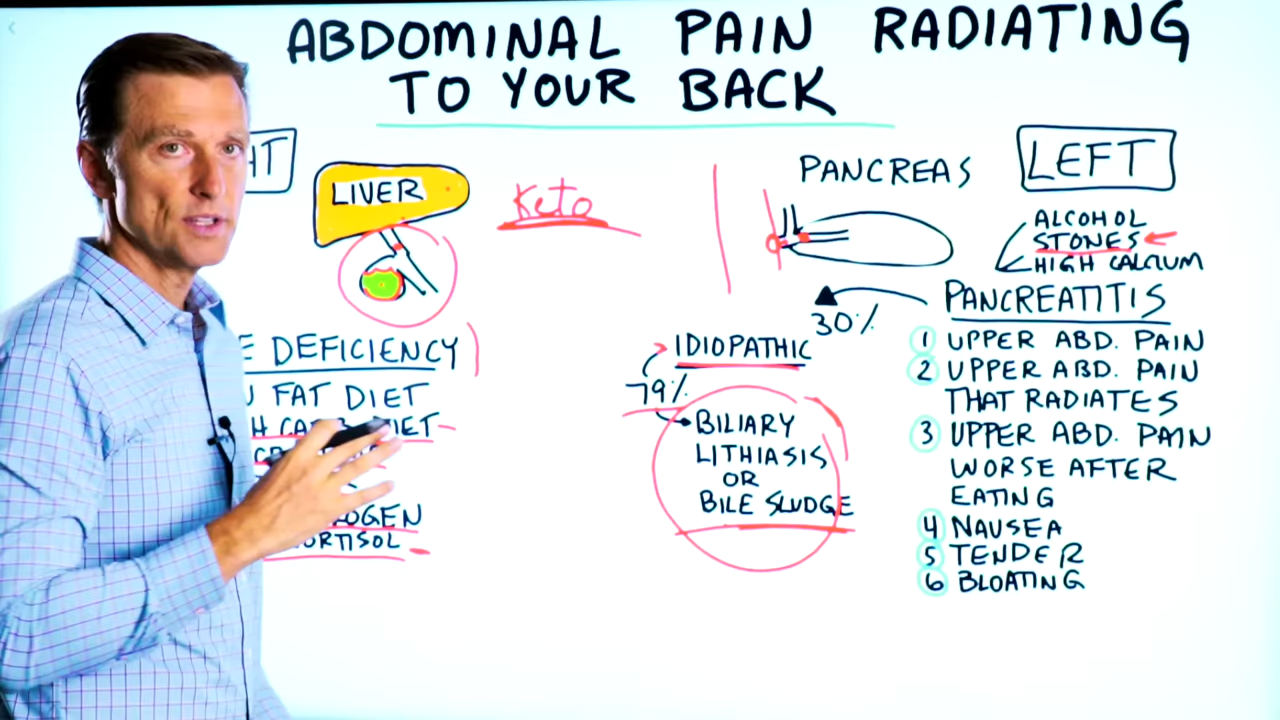 ABDOMINAL PAIN RADIATING
TO YOUR BACK
LIVER
Keto
DEFICIENCY
FAT DIET
PANCREAS
LEFT
ALCOHOL
STONES
HIGH CALCIUM
PANCREATITIS
30%
IDIOPATHIC
79%
BILIARY
LITHIASIS
OR
BILE SLUDGE
1 UPPER ABD. PAIN
2 UPPER ABD. PAIN
THAT RADIATES
3 UPPER ABD. PAIN
WORSE AFTER
EATING
4 NAUSEA
5 TENDER
6 BLOATING